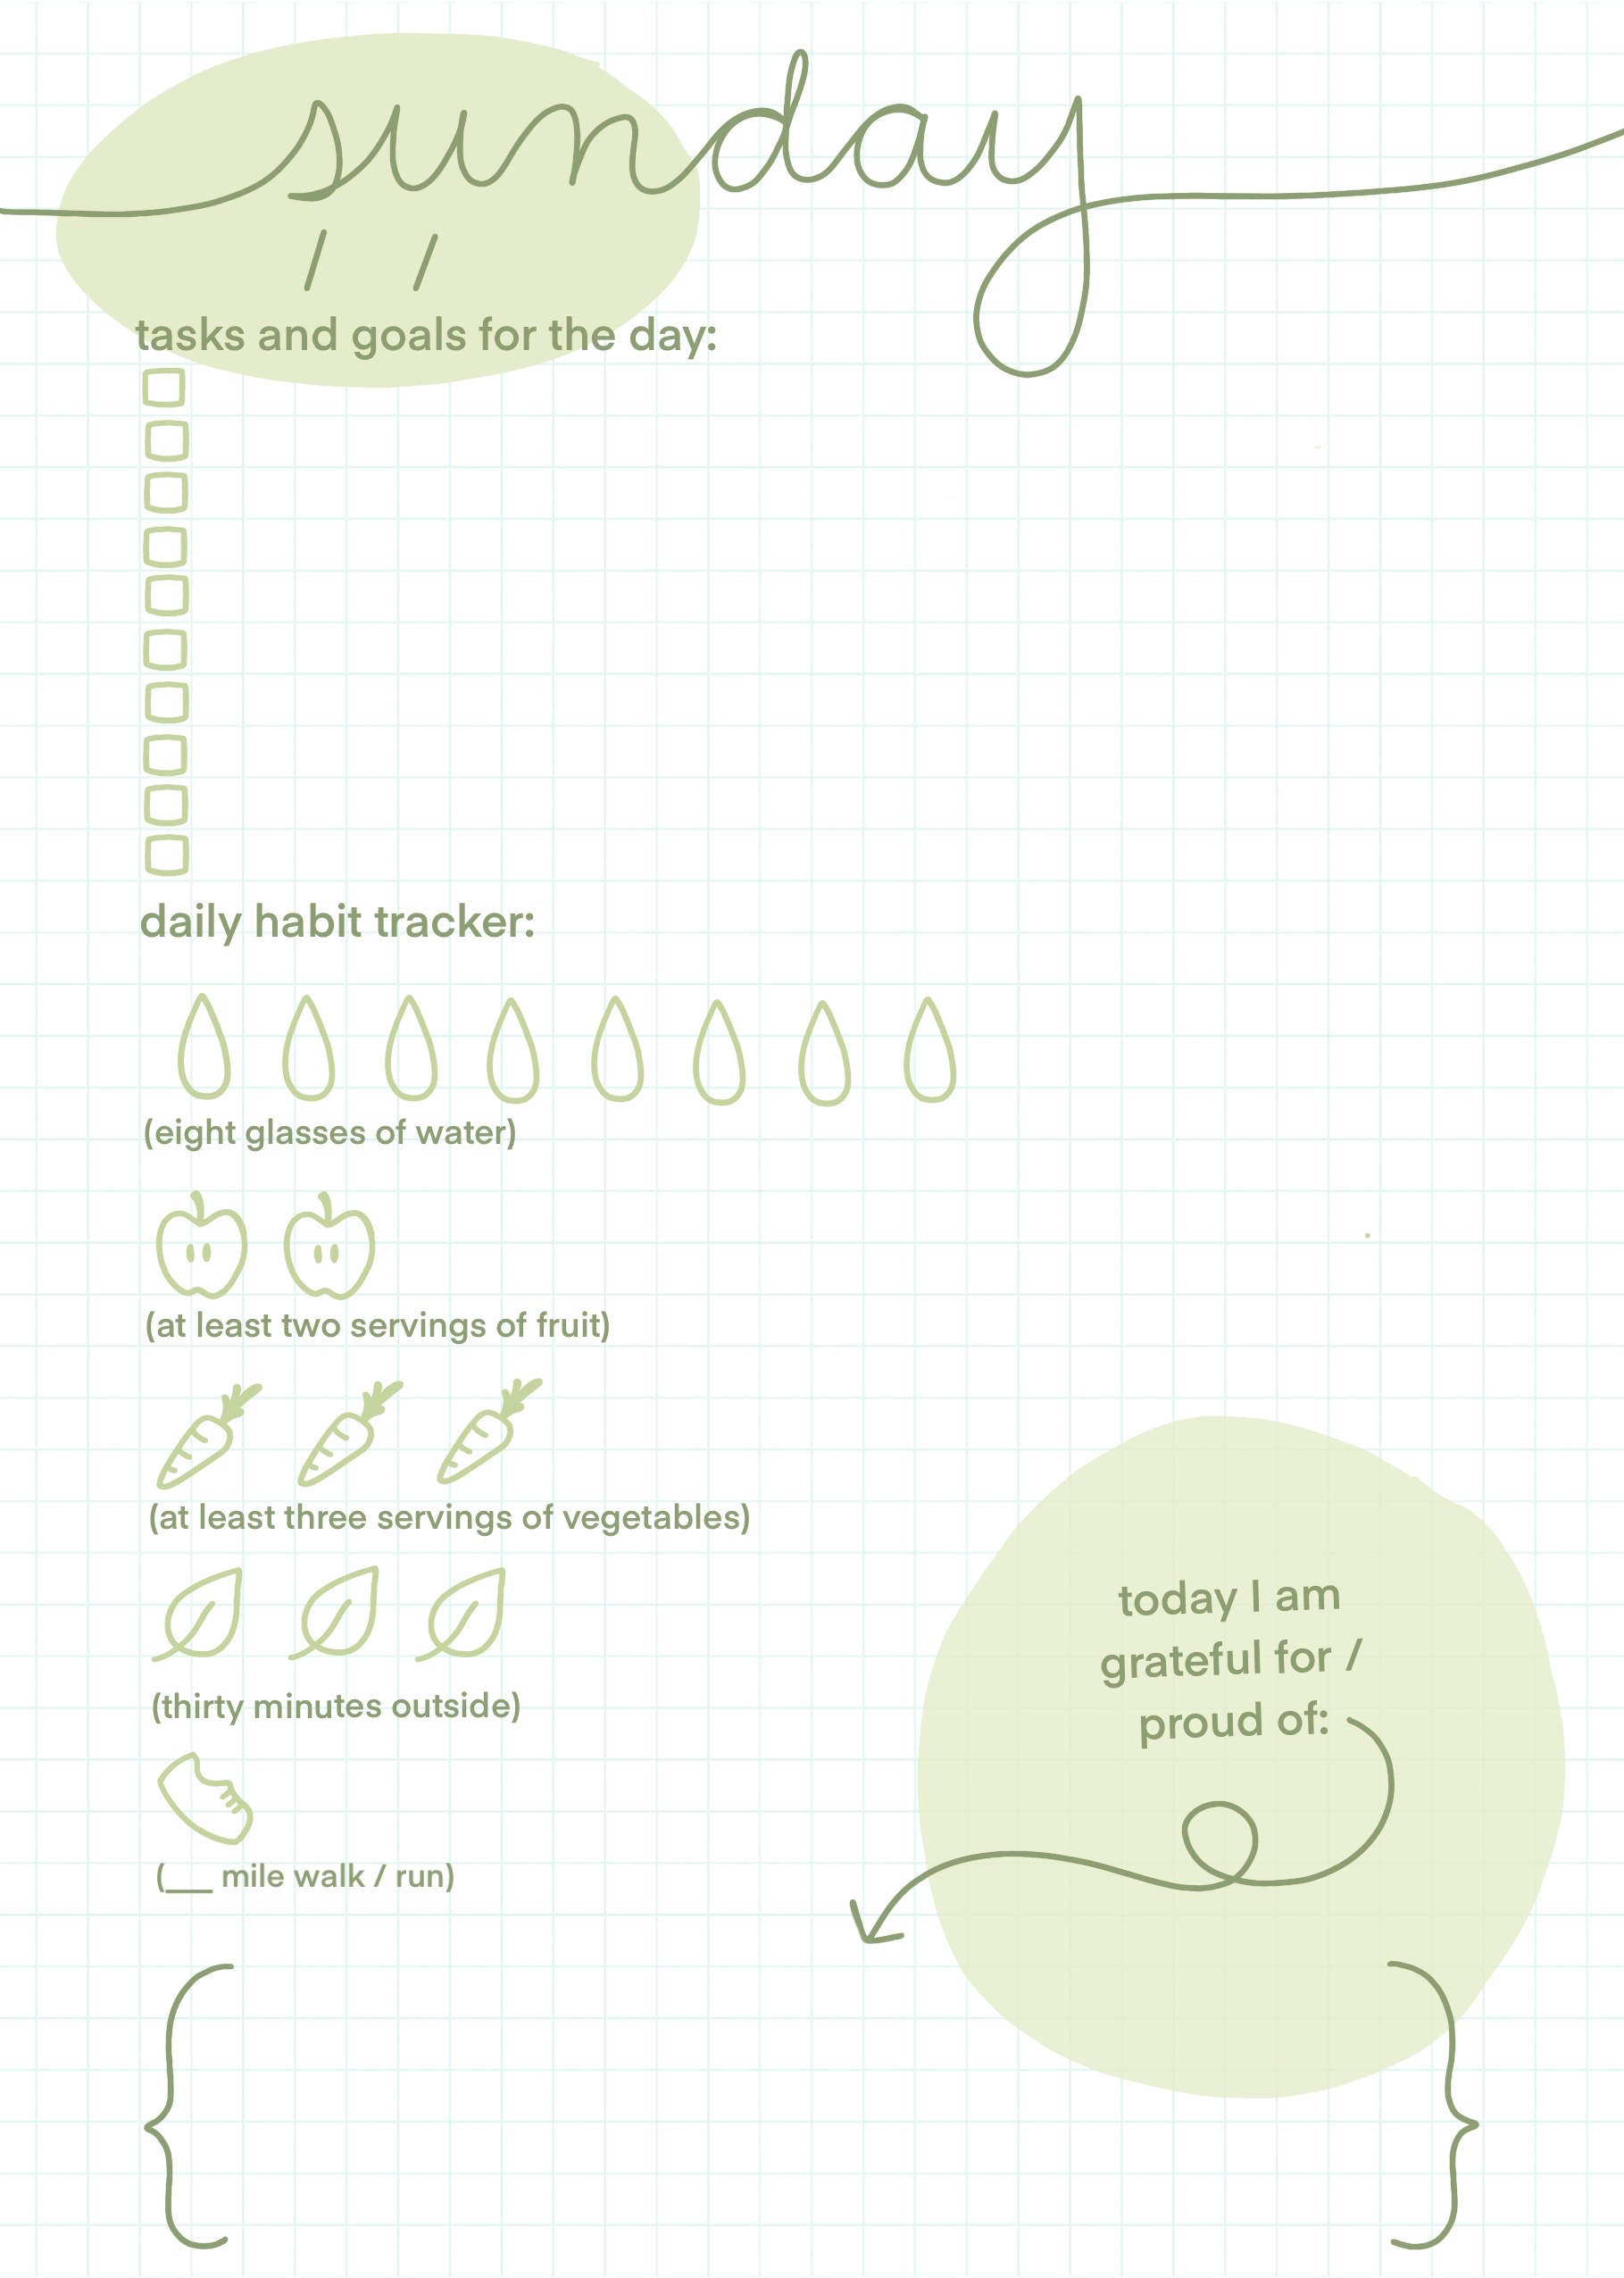 sunday
/ /
tasks and goals for the day:
daily habit tracker:
(eight glasses of water)
(at least two servings of fruit)
(at least three servings of vegetables)
(thirty minutes outside)
(___ mile walk / run)
today I am
grateful for /
proud of: